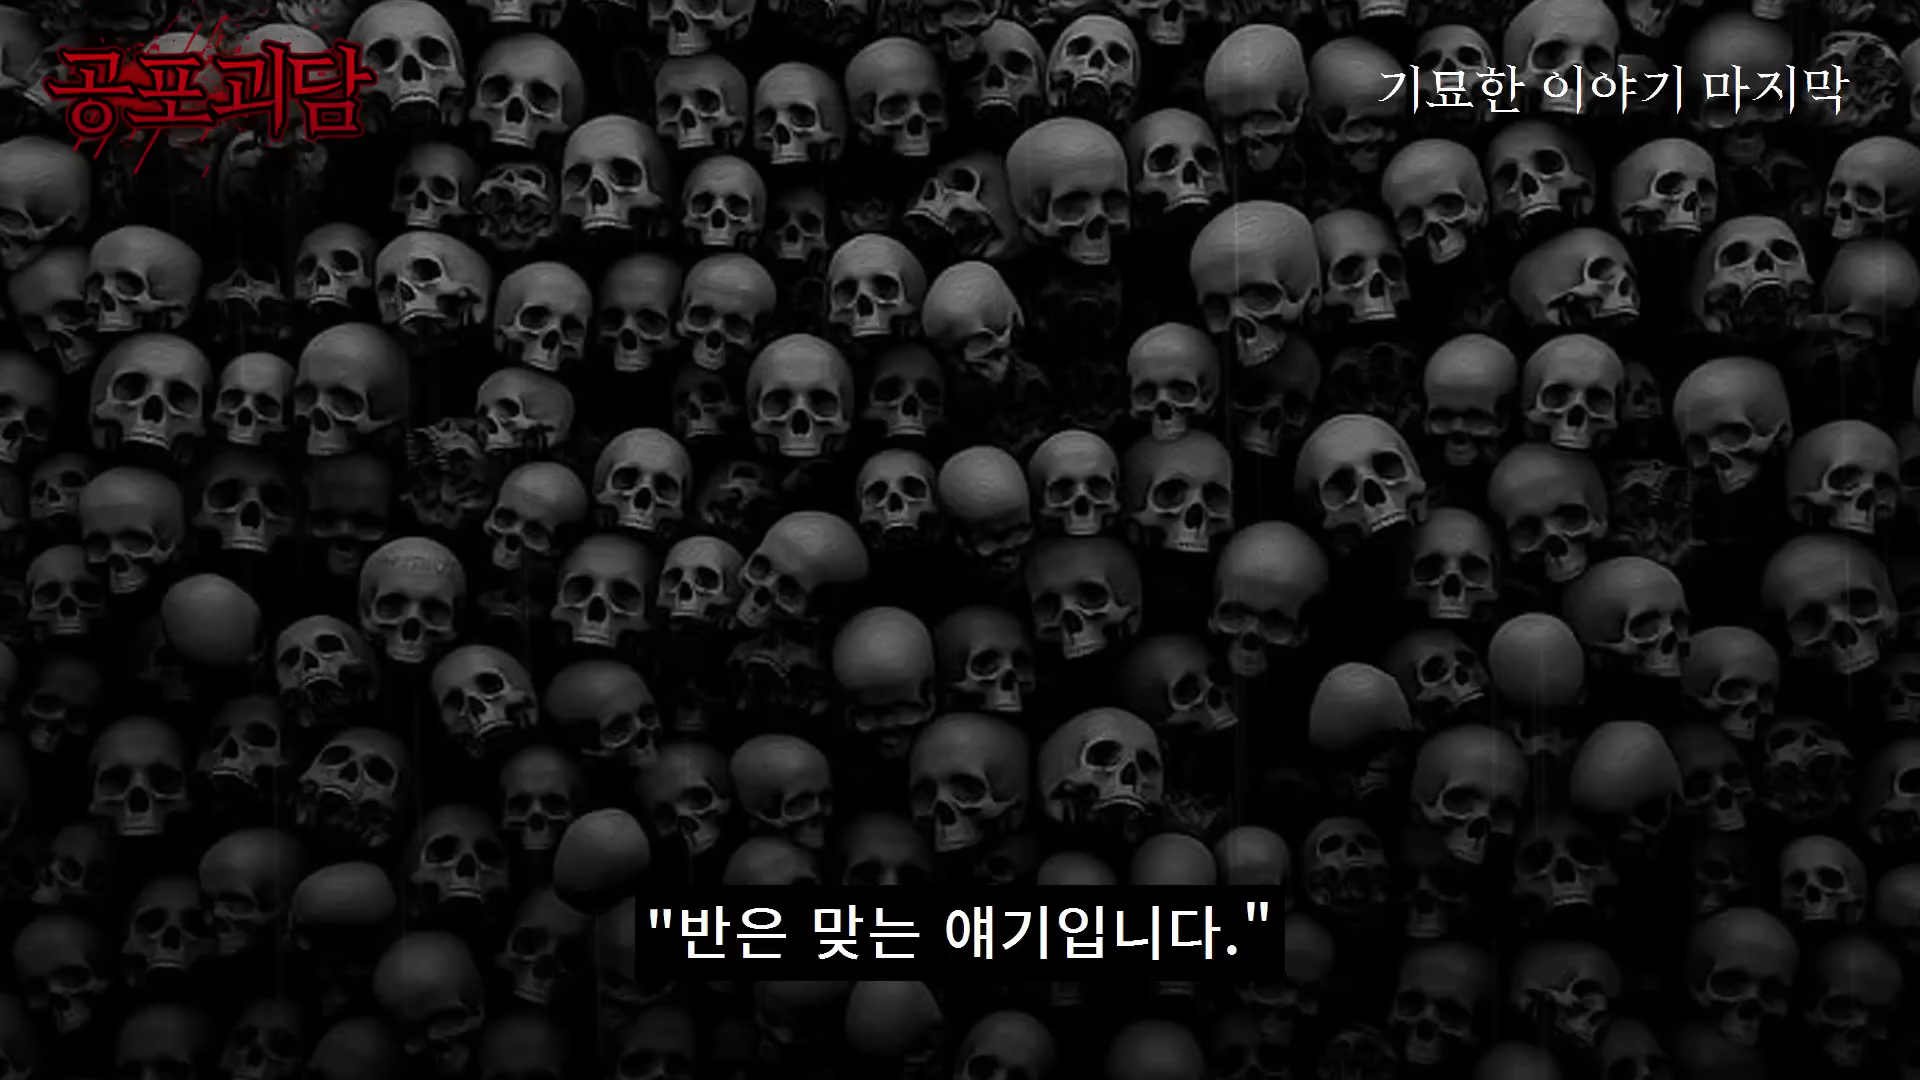 공포괴담
기묘한 이야기 마지막
"반은 맞는 얘기입니다."